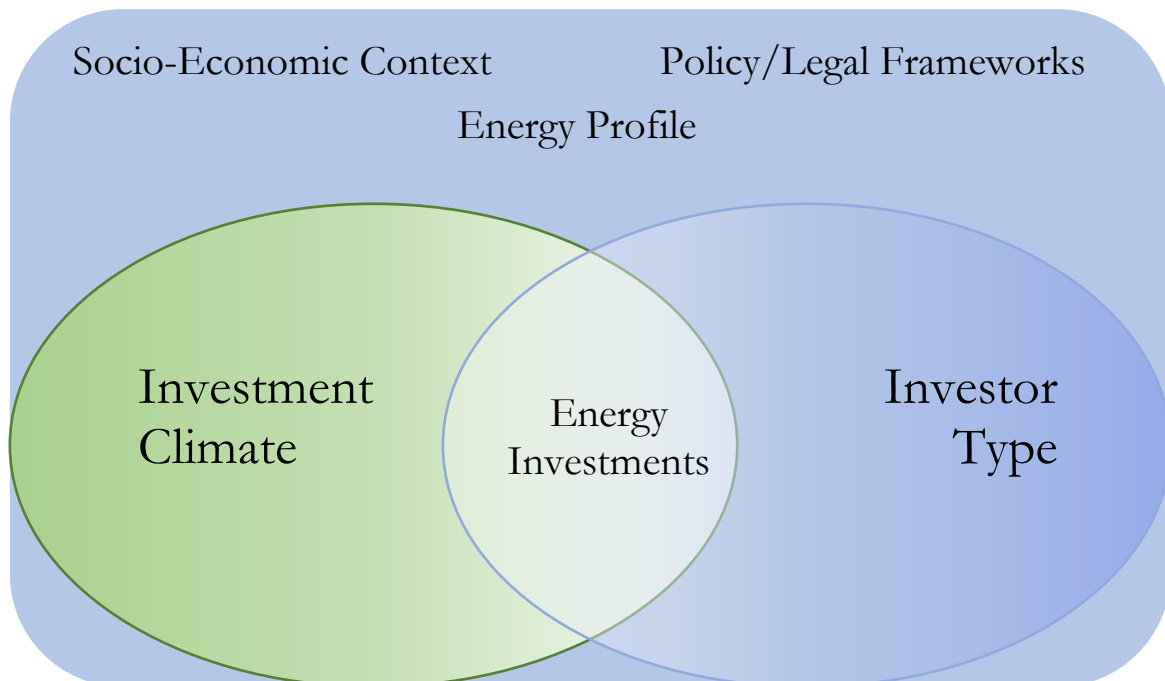 Socio-Economic Context
Policy/Legal Frameworks
Energy Profile
Investment
Climate
Energy
Investments
Investor
Type